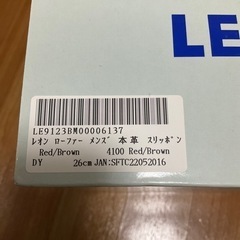 LE
LE9123BM00006137
レオン ローファー メンズ 本革 スリッポン
Red/Brown 4100 Red/Brown
DY 26cm JAN:SFTC22052016